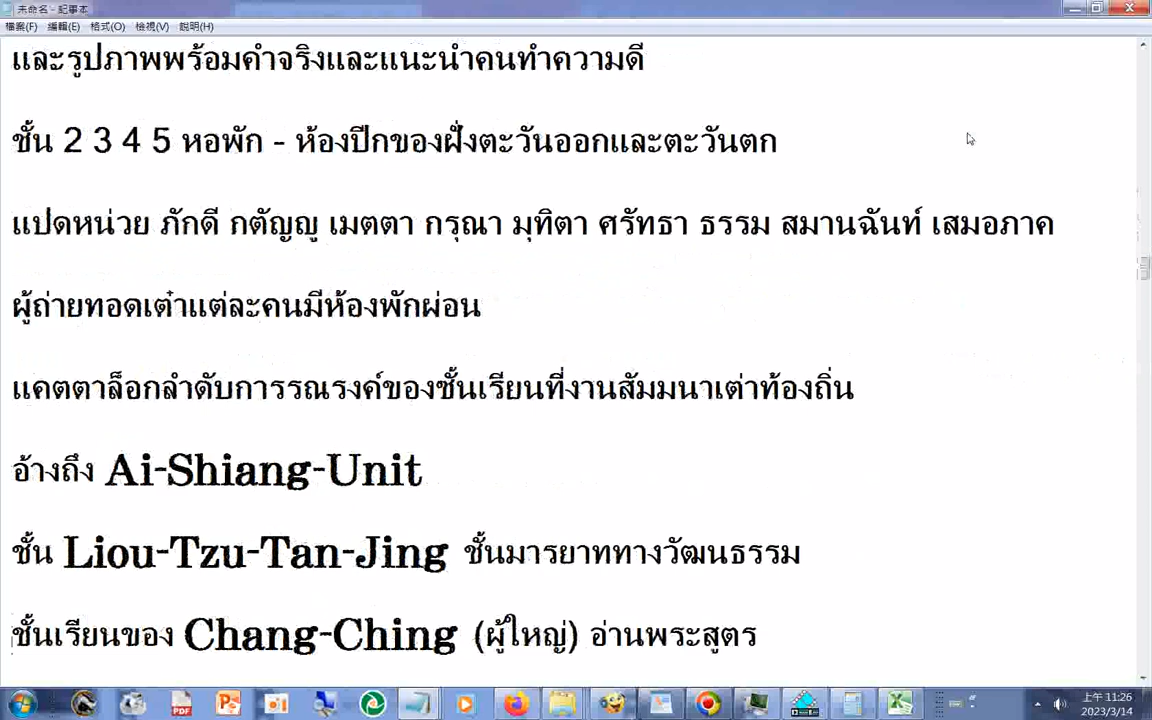 未命名 - 記事本
檔案(F) 編輯(E) 格式(O) 檢視(V) 說明(H)
และรูปภาพพร้อมคำจริงและแนะนำคนทำความดี
ชั้น 2 3 4 5 หอพัก - ห้องปีกของฝั่งตะวันออกและตะวันตก
แปดหน่วย ภักดี กตัญญู เมตตา กรุณา มุทิตา ศรัทธา ธรรม สมานฉันท์ เสมอภาค
ผู้ถ่ายทอดเต๋าแต่ละคนมีห้องพักผ่อน
แคตตาล็อกลำดับการรณรงค์ของชั้นเรียนที่งานสัมมนาเต่าท้องถิ่น
อ้างถึง Ai-Shiang-Unit
ชั้น Liou-Tzu-Tan-Jing ชั้นมารยาททางวัฒนธรรม
ชั้นเรียนของ Chang-Ching (ผู้ใหญ่) อ่านพระสูตร
PDF
上午 11:26
2023/3/14